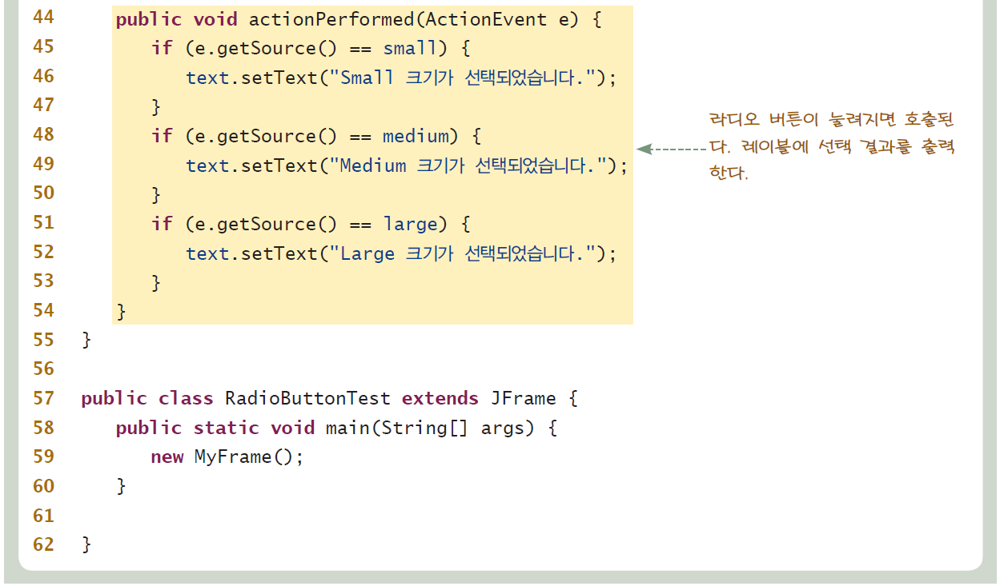 44 public void actionPerformed(ActionEvent e) {
45 if (e.getSource() == small) {
46 text.setText("Small 크기가 선택되었습니다.");
47 }
48 if (e.getSource() == medium) {
49 text.setText("Medium 크기가 선택되었습니다.");
50 }
51 if (e.getSource() == large) {
52 text.setText("Large 크기가 선택되었습니다.");
53 }
54 }
55 }
56
57 public class RadioButtonTest extends JFrame {
58 public static void main(String[] args) {
59 new MyFrame();
60 }
61
62 }
라디오 버튼이 눌려지면 호출된
다. 레이블에 선택 결과를 출력
한다.